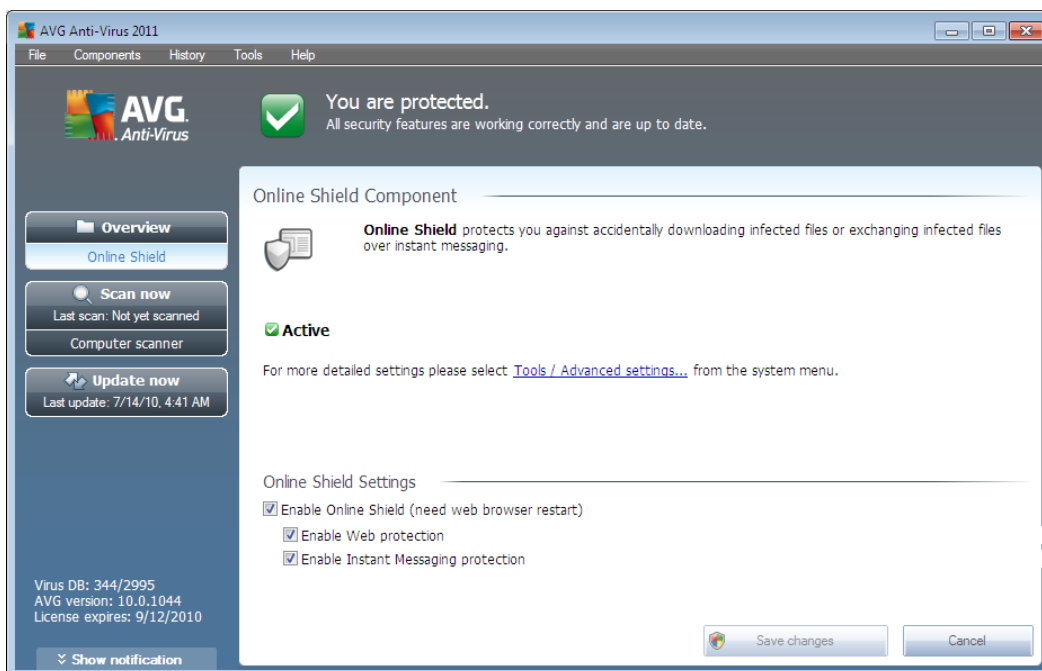 AVG Anti-Virus 2011
File Components History Tools Help
AVG.
Anti-Virus
You are protected.
All security features are working correctly and are up to date.
Overview
Online Shield
Scan now
Last scan: Not yet scanned
Computer scanner
Update now
Last update: 7/14/10, 4:41 AM
Virus DB: 344/2995
AVG version: 10.0.1044
License expires: 9/12/2010
Show notification
Online Shield Component
Online Shield protects you against accidentally downloading infected files or exchanging infected files
over instant messaging.
Active
For more detailed settings please select Tools / Advanced settings... from the system menu.
Online Shield Settings
Enable Online Shield (need web browser restart)
Enable Web protection
Enable Instant Messaging protection
Save changes
Cancel